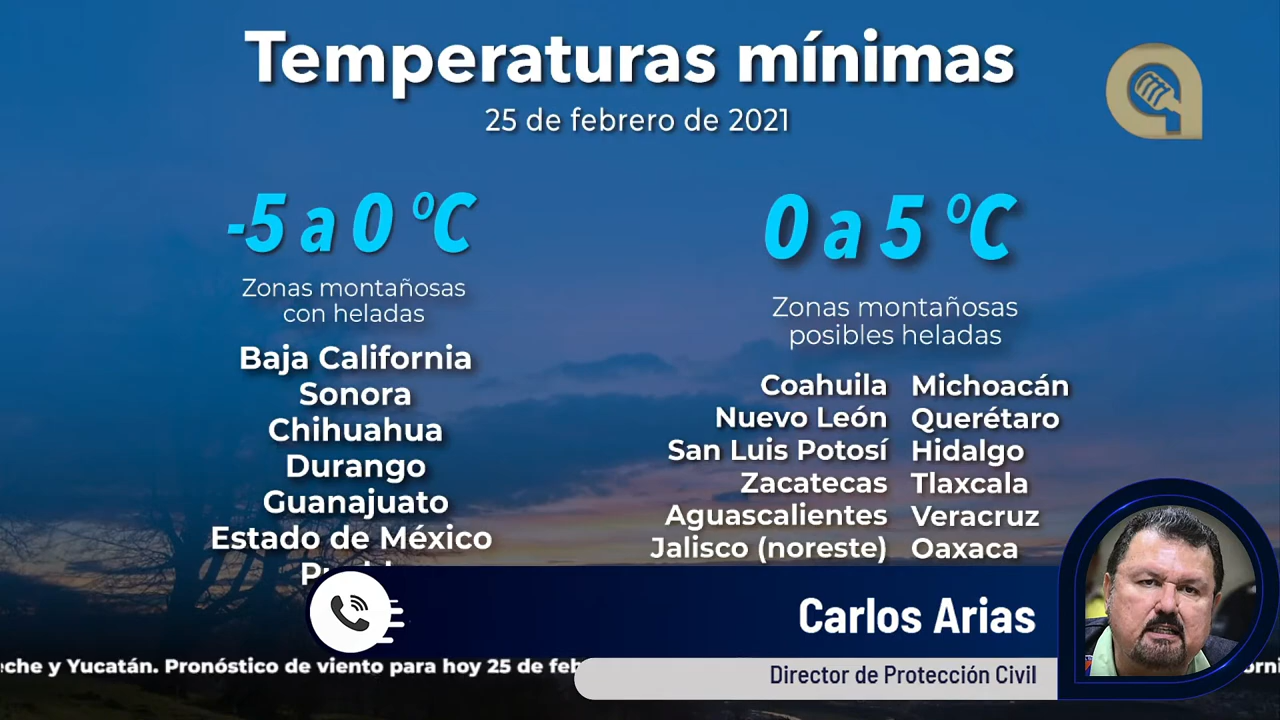 Temperaturas mínimas
25 de febrero de 2021
-5 a 0 ºC
Zonas montañosas
con heladas
Baja California
Sonora
Chihuahua
Durango
Guanajuato
Estado de México
0 a 5 ºC
Zonas montañosas
posibles heladas
Coahuila Michoacán
Nuevo León Querétaro
San Luis Potosí Hidalgo
Zacatecas Tlaxcala
Aguascalientes Veracruz
Jalisco (noreste) Oaxaca
Carlos Arias
Director de Protección Civil
y Yucatán. Pronóstico de viento para hoy 25 de